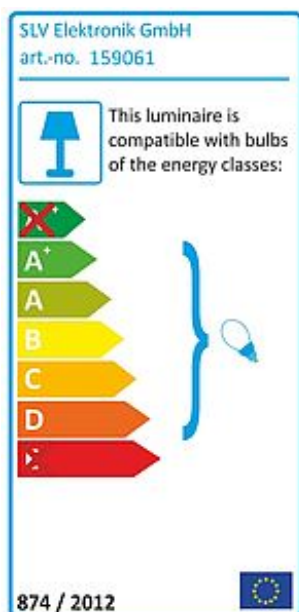 SLV Elektronik GmbH
art.-no. 159061
This luminaire is
compatible with bulbs
of the energy classes:
A+
A
B
C
D
874 / 2012